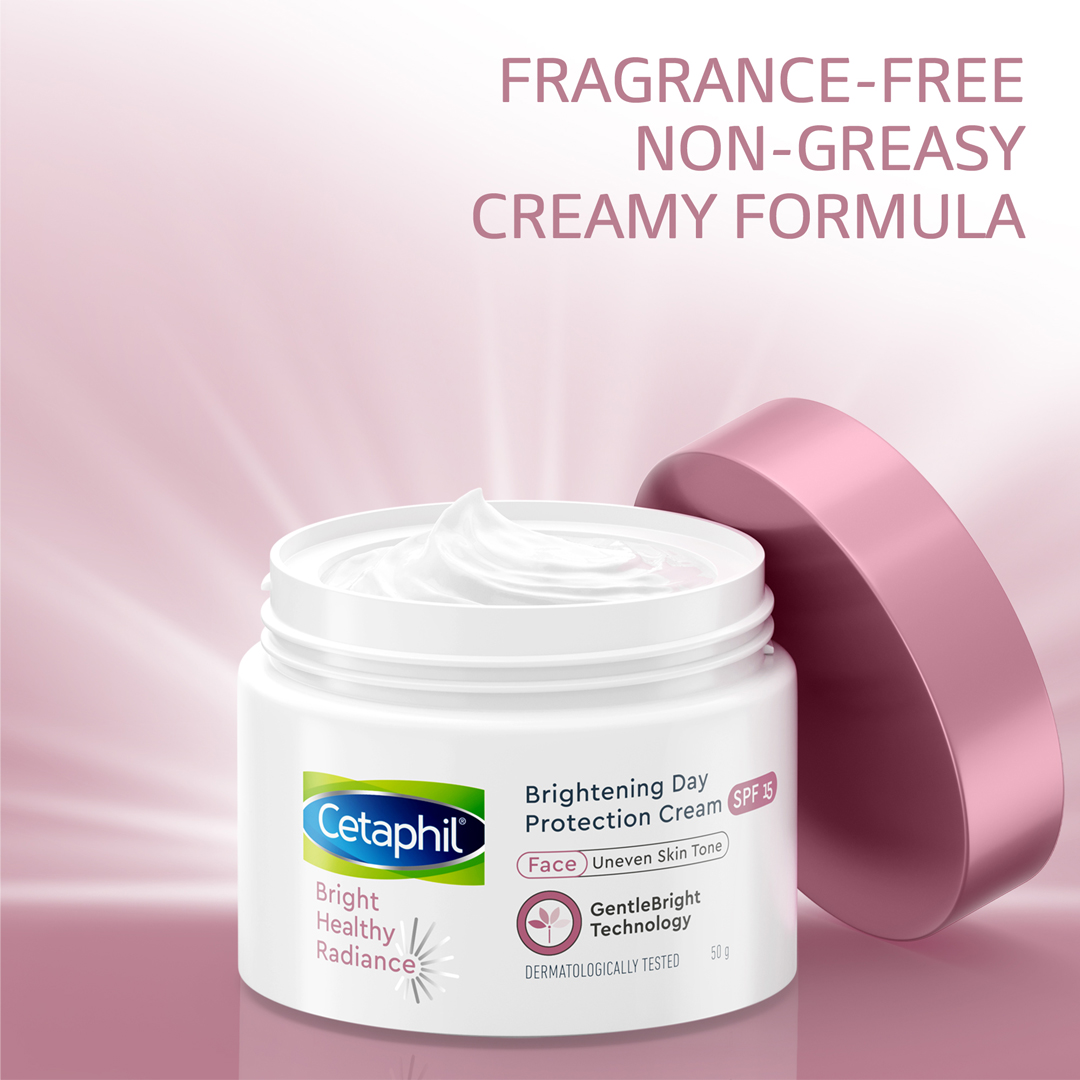 FRAGRANCE-FREE
NON-GREASY
CREAMY FORMULA
Cetaphil®
Bright
Healthy
Radiance
Brightening Day
Protection Cream SPF 15
Face Uneven Skin Tone
GentleBright
Technology
DERMATOLOGICALLY TESTED 50 g